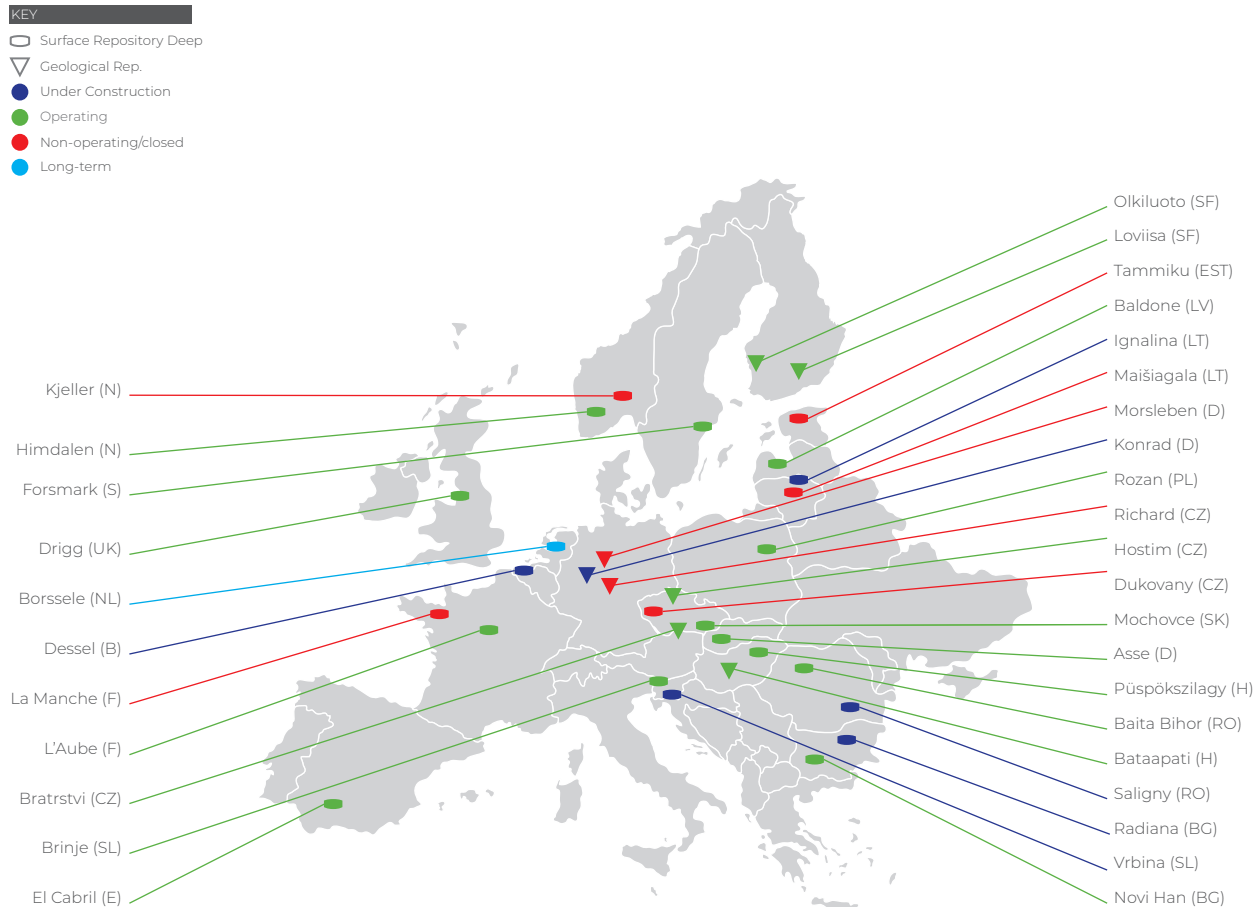 KEY
Surface Repository Deep
Geological Rep.
Under Construction
Operating
Non-operating/closed
Long-term
Kjeller (N)
Himdalen (N)
Forsmark (S)
Drigg (UK)
Borssele (NL)
Dessel (B)
La Manche (F)
L'Aube (F)
Bratrstvi (CZ)
Brinje (SL)
El Cabril (E)
Olkiluoto (SF)
Loviisa (SF)
Tammiku (EST)
Baldone (LV)
Ignalina (LT)
Maišiagala (LT)
Morsleben (D)
Konrad (D)
Rozan (PL)
Richard (CZ)
Hostim (CZ)
Dukovany (CZ)
Mochovce (SK)
Asse (D)
Püspökszilagy (H)
Baita Bihor (RO)
Bataapati (H)
Saligny (RO)
Radiana (BG)
Vrbina (SL)
Novi Han (BG)